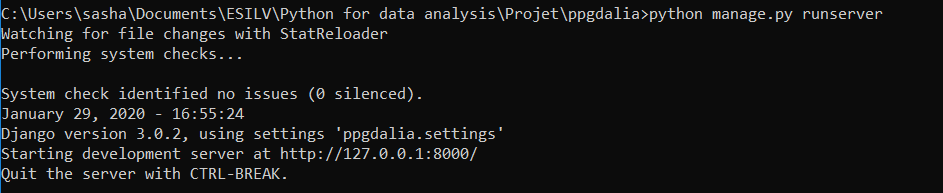 C:\Users\sasha\Documents\ESILV\Python for data analysis\Projet\ppgdalia>python manage.py runserver
Watching for file changes with StatReloader
Performing system checks...
System check identified no issues (0 silenced).
January 29, 2020 - 16:55:24
Django version 3.0.2, using settings 'ppgdalia.settings'
Starting development server at http://127.0.0.1:8000/
Quit the server with CTRL-BREAK.